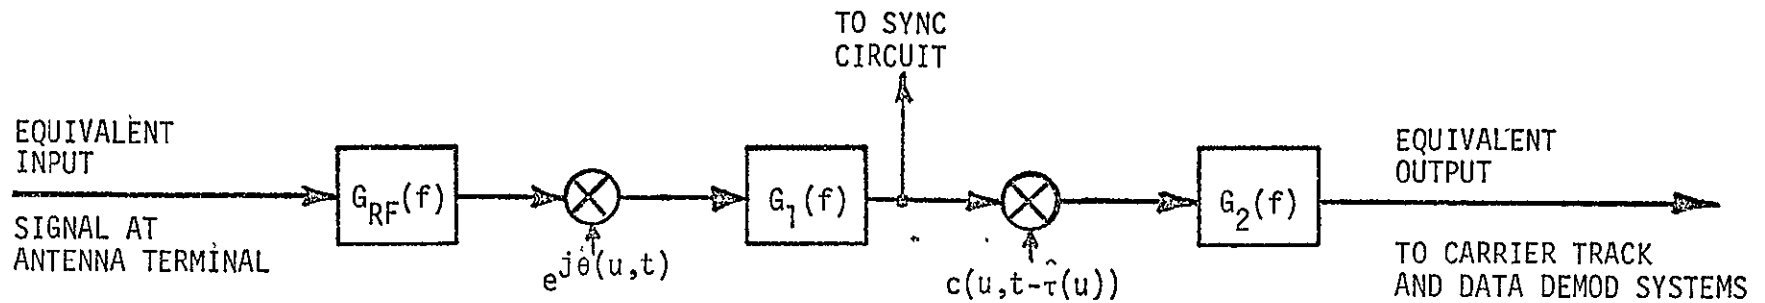 TO SYNC
CIRCUIT
EQUIVALENT
INPUT
SIGNAL AT
ANTENNA TERMINAL
G_RF(f)
e^jθ̂(u,t)
G_1(f)
c(u,t-τ̂(u))
G_2(f)
EQUIVALENT
OUTPUT
TO CARRIER TRACK
AND DATA DEMOD SYSTEMS